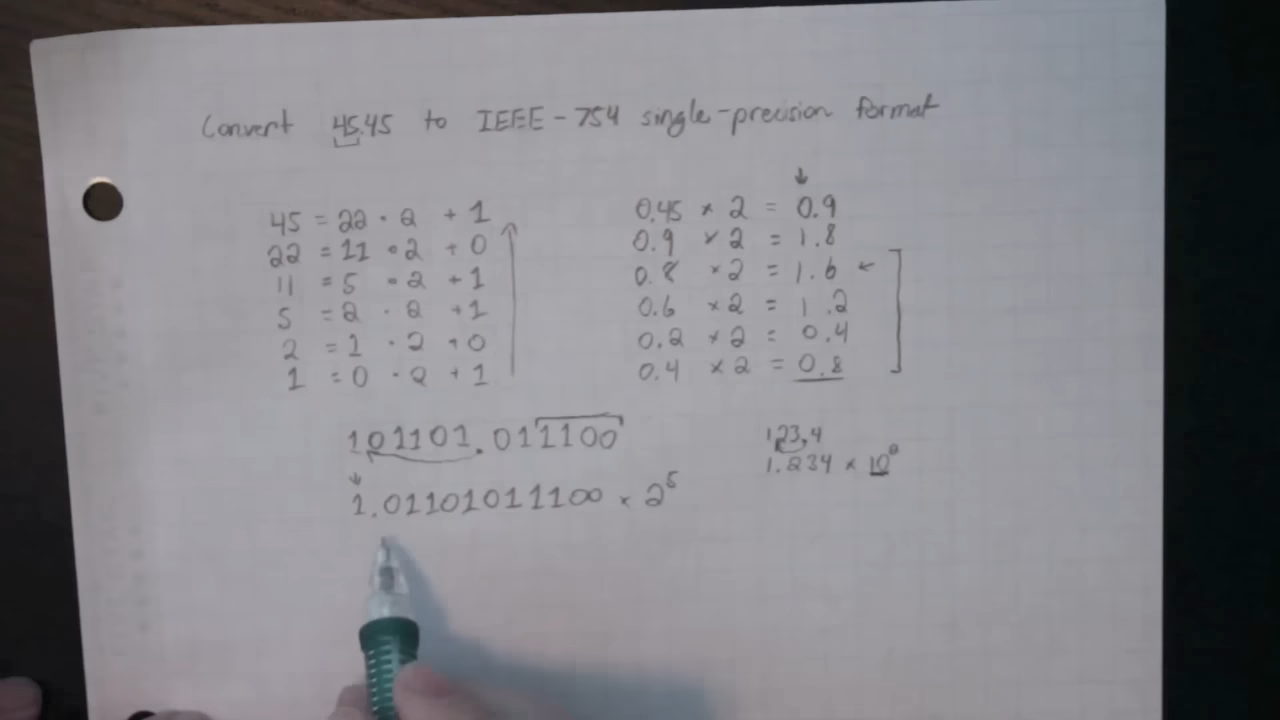 Convert 45.45 to IEEE-754 single-precision format
45 = 22 · 2 + 1
22 = 11 · 2 + 0
11 = 5 · 2 + 1
5 = 2 · 2 + 1
2 = 1 · 2 + 0
1 = 0 · 2 + 1
0.45 × 2 = 0.9
0.9 × 2 = 1.8
0.8 × 2 = 1.6 ←
0.6 × 2 = 1.2
0.2 × 2 = 0.4
0.4 × 2 = 0.8
101101.011100
1.01101011100 × 2^5
123,4
1.234 × 10^2